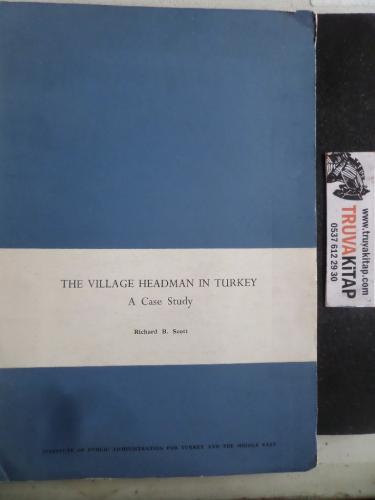 THE VILLAGE HEADMAN IN TURKEY
A Case Study
Richard B. Scott
INSTITUTE OF PUBLIC ADMINISTRATION FOR TURKEY AND THE MIDDLE EAST
www.truvakitap.com
TRUVAKiTAP
0537 612 29 30